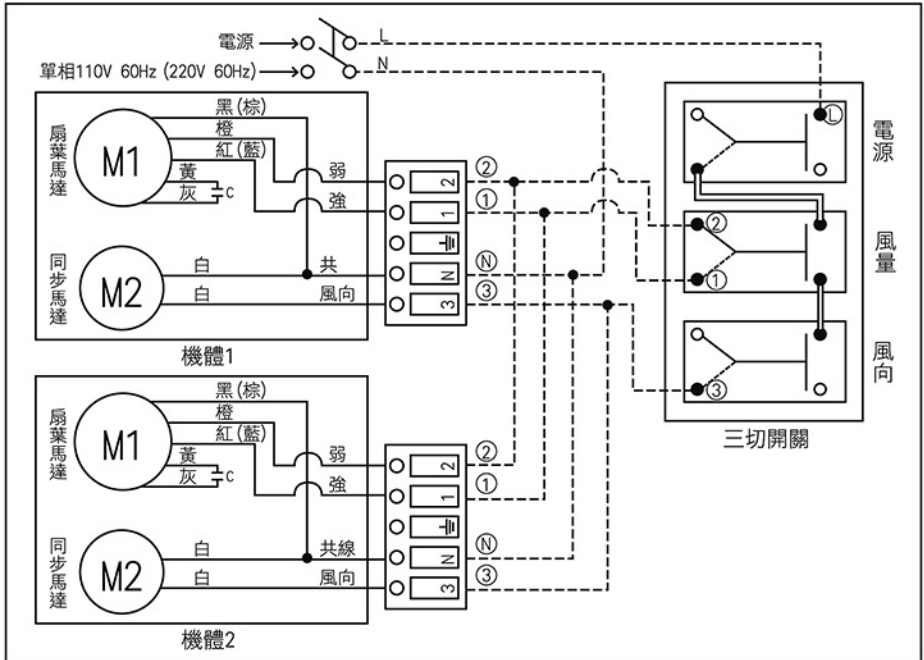 電源 L
單相110V 60Hz (220V 60Hz) N
扇葉馬達
M1
黑(棕)
橙
紅(藍)
黃
灰
C
弱
強
同步馬達
M2
白 共
白 風向
機體1
2 ②
1 ①
N Ⓝ
3 ③
扇葉馬達
M1
黑(棕)
橙
紅(藍)
黃
灰
C
弱
強
同步馬達
M2
白 共線
白 風向
機體2
2 ②
1 ①
N Ⓝ
3 ③
Ⓛ
電源
②
①
風量
③
風向
三切開關